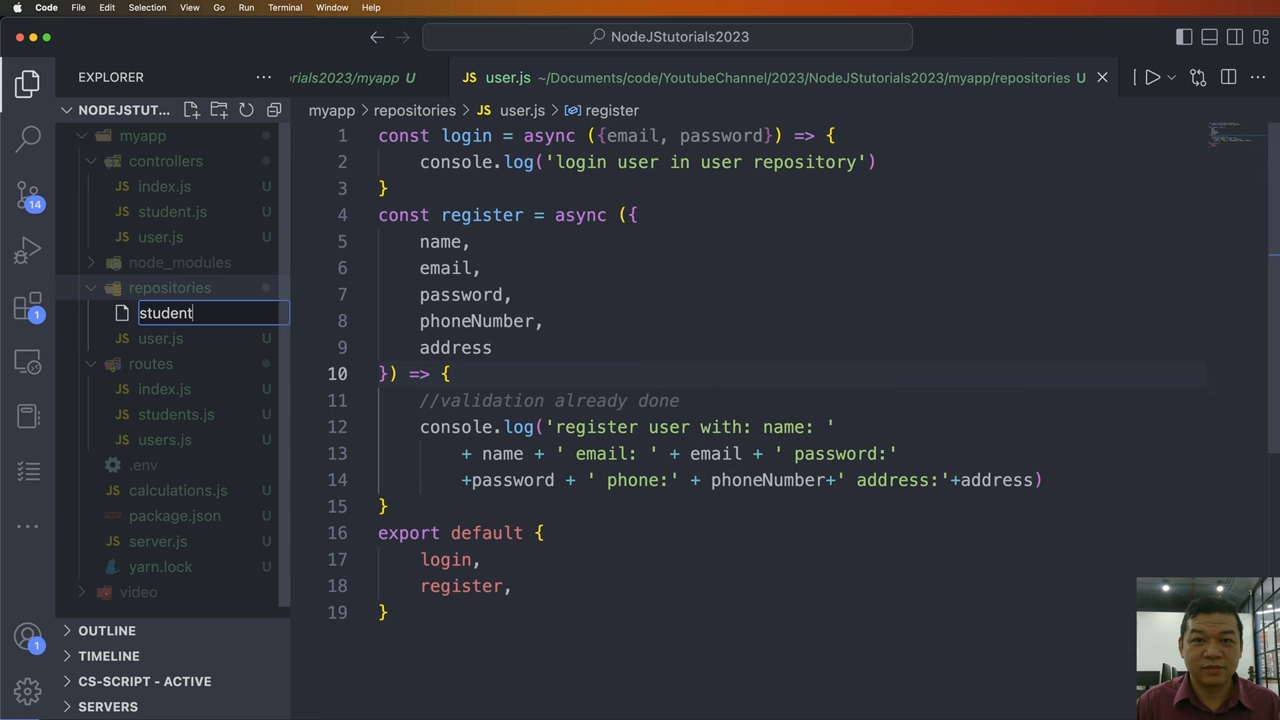 Code File Edit Selection View Go Run Terminal Window Help
NodeJStutorials2023
EXPLORER
rials2023/myapp U
JS user.js ~/Documents/code/YoutubeChannel/2023/NodeJStutorials2023/myapp/repositories U
NODEJSTUT...
myapp > repositories > JS user.js > register
myapp
controllers
JS index.js U
JS student.js U
JS user.js U
node_modules
repositories
student
JS user.js U
routes
JS index.js U
JS students.js U
JS users.js U
.env
JS calculations.js U
package.json U
JS server.js U
yarn.lock U
video
OUTLINE
TIMELINE
CS-SCRIPT - ACTIVE
SERVERS
14
1
1
1 const login = async ({email, password}) => {
2 console.log('login user in user repository')
3 }
4 const register = async ({
5 name,
6 email,
7 password,
8 phoneNumber,
9 address
10 }) => {
11 //validation already done
12 console.log('register user with: name: '
13 + name + ' email: ' + email + ' password:'
14 +password + ' phone:' + phoneNumber+' address:'+address)
15 }
16 export default {
17 login,
18 register,
19 }